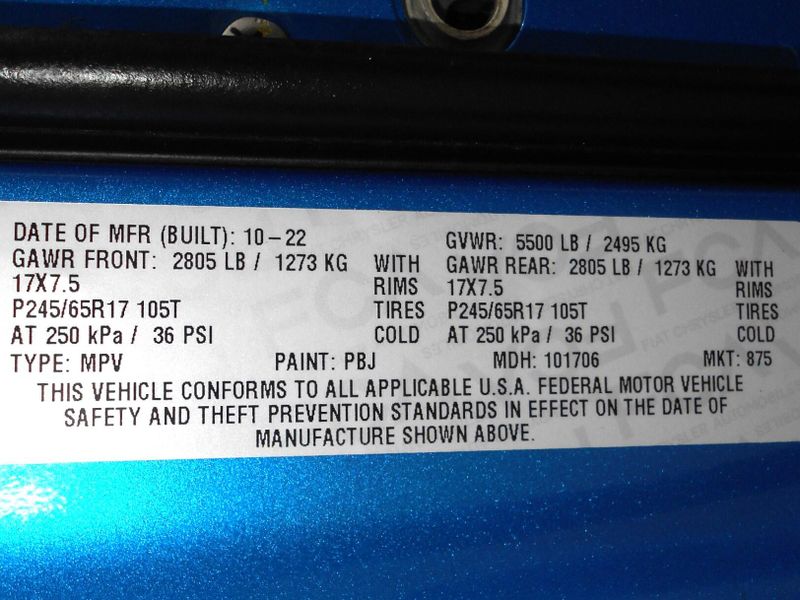 DATE OF MFR (BUILT): 10-22 GVWR: 5500 LB / 2495 KG
GAWR FRONT: 2805 LB / 1273 KG WITH GAWR REAR: 2805 LB / 1273 KG WITH
17X7.5 RIMS 17X7.5 RIMS
P245/65R17 105T TIRES P245/65R17 105T TIRES
AT 250 kPa / 36 PSI COLD AT 250 kPa / 36 PSI COLD
TYPE: MPV PAINT: PBJ MDH: 101706 MKT: 875
THIS VEHICLE CONFORMS TO ALL APPLICABLE U.S.A. FEDERAL MOTOR VEHICLE
SAFETY AND THEFT PREVENTION STANDARDS IN EFFECT ON THE DATE OF
MANUFACTURE SHOWN ABOVE.